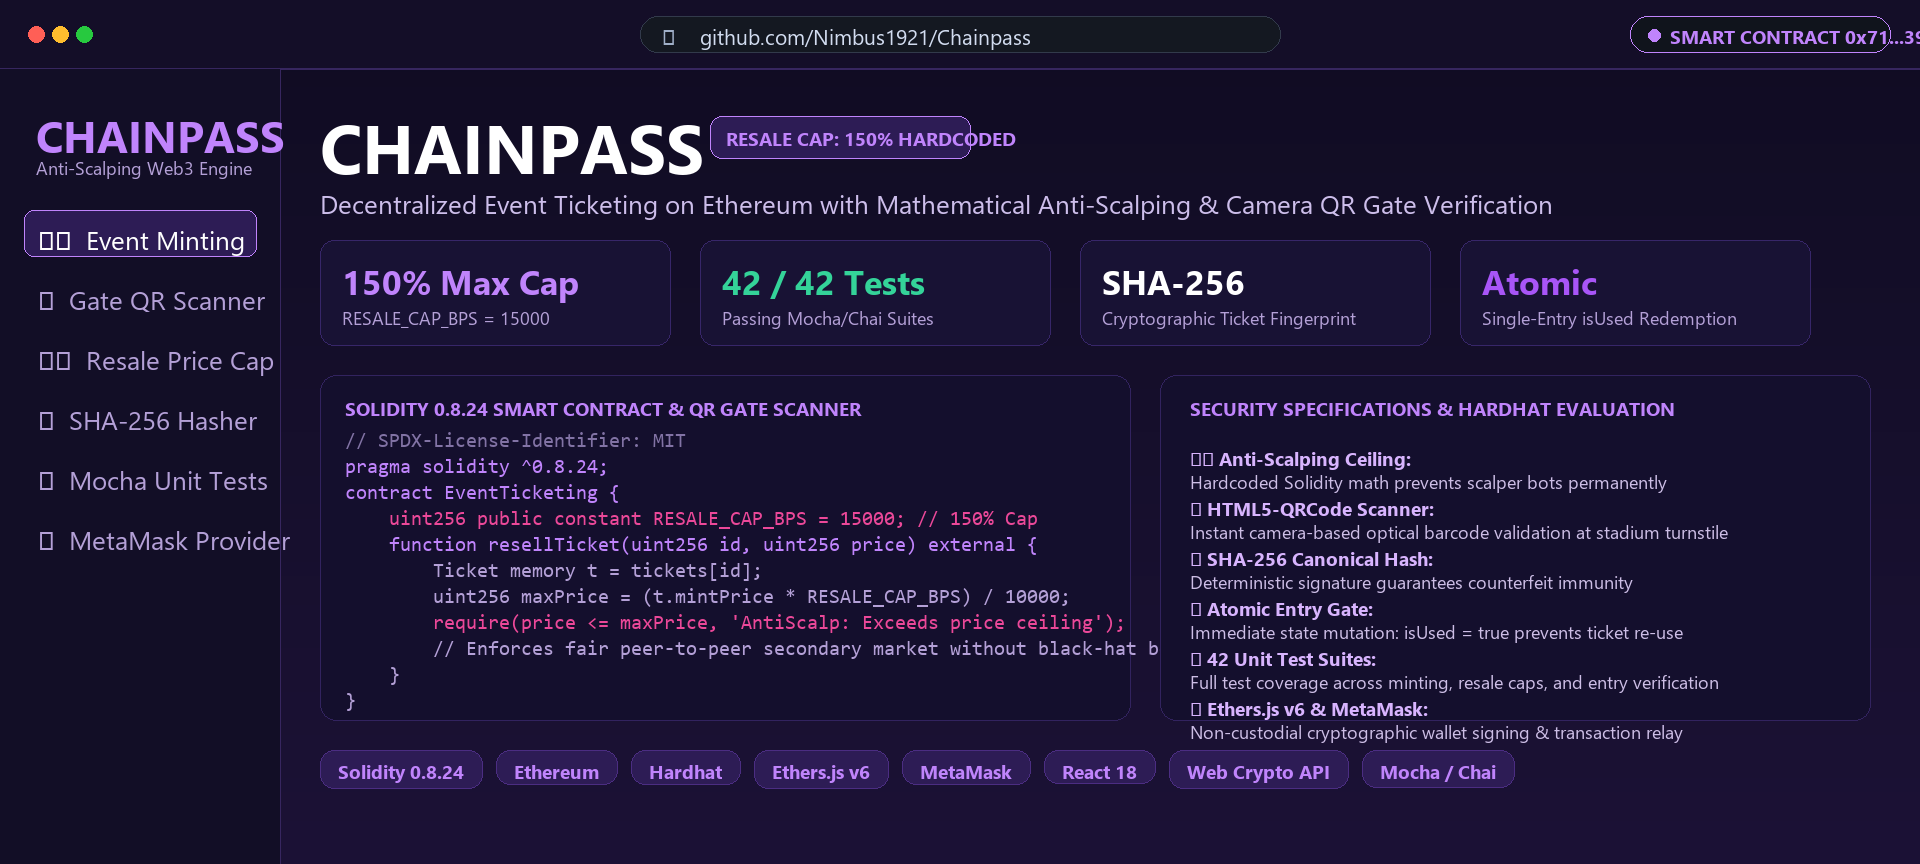 github.com/Nimbus1921/Chainpass
SMART CONTRACT 0x71...39
CHAINPASS
Anti-Scalping Web3 Engine
Event Minting
Gate QR Scanner
Resale Price Cap
SHA-256 Hasher
Mocha Unit Tests
MetaMask Provider
CHAINPASS
RESALE CAP: 150% HARDCODED
Decentralized Event Ticketing on Ethereum with Mathematical Anti-Scalping & Camera QR Gate Verification
150% Max Cap
RESALE_CAP_BPS = 15000
42 / 42 Tests
Passing Mocha/Chai Suites
SHA-256
Cryptographic Ticket Fingerprint
Atomic
Single-Entry isUsed Redemption
SOLIDITY 0.8.24 SMART CONTRACT & QR GATE SCANNER
// SPDX-License-Identifier: MIT
pragma solidity ^0.8.24;
contract EventTicketing {
uint256 public constant RESALE_CAP_BPS = 15000; // 150% Cap
function resellTicket(uint256 id, uint256 price) external {
Ticket memory t = tickets[id];
uint256 maxPrice = (t.mintPrice * RESALE_CAP_BPS) / 10000;
require(price <= maxPrice, 'AntiScalp: Exceeds price ceiling');
// Enforces fair peer-to-peer secondary market without black-hat b
}
}
SECURITY SPECIFICATIONS & HARDHAT EVALUATION
Anti-Scalping Ceiling:
Hardcoded Solidity math prevents scalper bots permanently
HTML5-QRCode Scanner:
Instant camera-based optical barcode validation at stadium turnstile
SHA-256 Canonical Hash:
Deterministic signature guarantees counterfeit immunity
Atomic Entry Gate:
Immediate state mutation: isUsed = true prevents ticket re-use
42 Unit Test Suites:
Full test coverage across minting, resale caps, and entry verification
Ethers.js v6 & MetaMask:
Non-custodial cryptographic wallet signing & transaction relay
Solidity 0.8.24
Ethereum
Hardhat
Ethers.js v6
MetaMask
React 18
Web Crypto API
Mocha / Chai